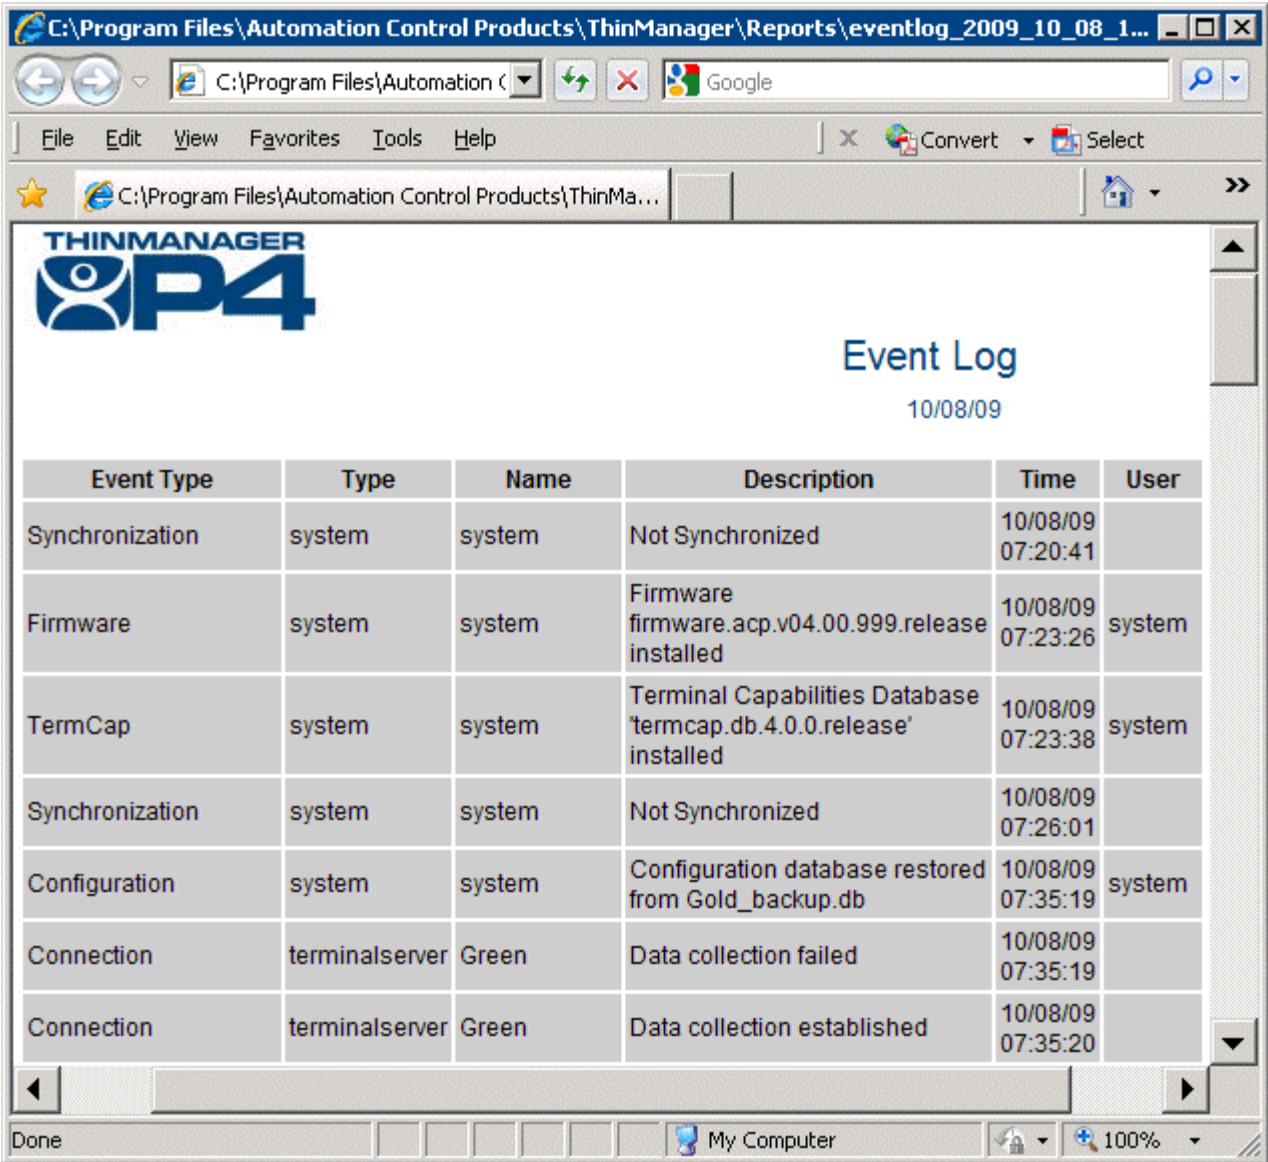 C:\Program Files\Automation Control Products\ThinManager\Reports\eventlog_2009_10_08_1...
C:\Program Files\Automation (
Google
File Edit View Favorites Tools Help
Convert Select
C:\Program Files\Automation Control Products\ThinMa...
THINMANAGER
P4
Event Log
10/08/09
Event Type Type Name Description Time User
Synchronization system system Not Synchronized 10/08/09
07:20:41
Firmware system system Firmware
firmware.acp.v04.00.999.release
installed 10/08/09
07:23:26 system
TermCap system system Terminal Capabilities Database
'termcap.db.4.0.0.release'
installed 10/08/09
07:23:38 system
Synchronization system system Not Synchronized 10/08/09
07:26:01
Configuration system system Configuration database restored
from Gold_backup.db 10/08/09
07:35:19 system
Connection terminalserver Green Data collection failed 10/08/09
07:35:19
Connection terminalserver Green Data collection established 10/08/09
07:35:20
Done My Computer 100%